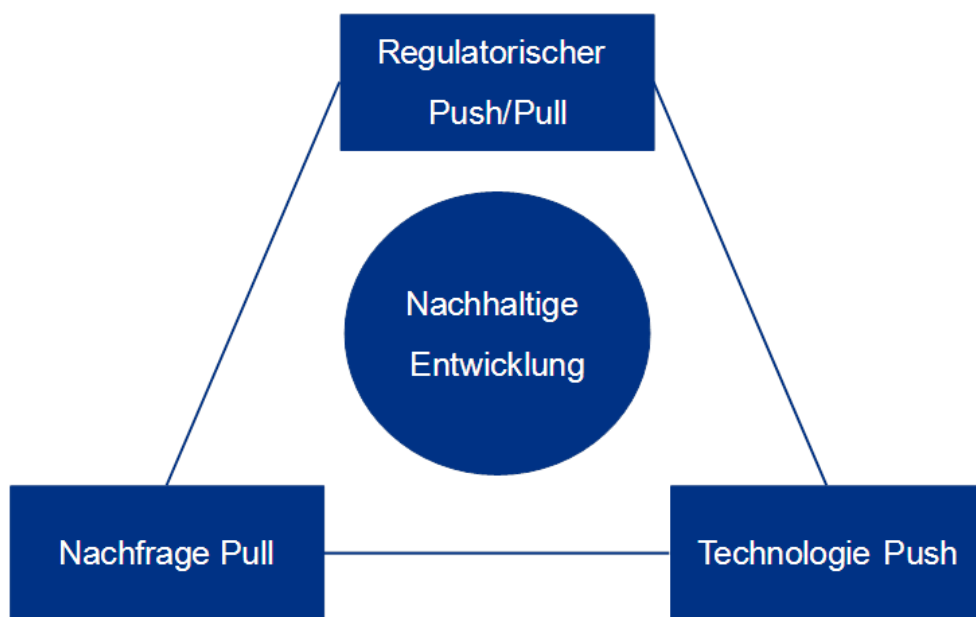 Regulatorischer
Push/Pull
Nachhaltige
Entwicklung
Nachfrage Pull
Technologie Push